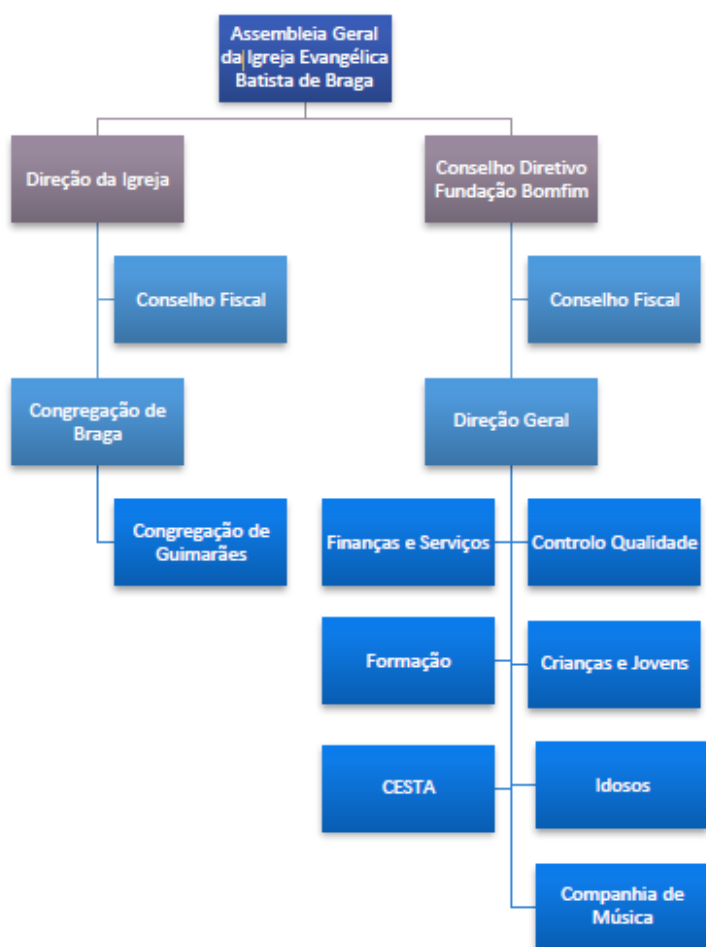 Assembleia Geral
da Igreja Evangélica
Batista de Braga
Direção da Igreja
Conselho Diretivo
Fundação Bomfim
Conselho Fiscal
Conselho Fiscal
Congregação de
Braga
Direção Geral
Congregação de
Guimarães
Finanças e Serviços
Controlo Qualidade
Formação
Crianças e Jovens
CESTA
Idosos
Companhia de
Música